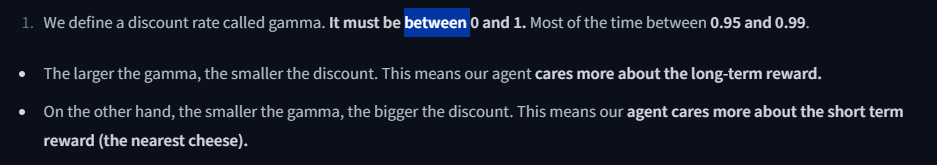 1. We define a discount rate called gamma. It must be between 0 and 1. Most of the time between 0.95 and 0.99.
• The larger the gamma, the smaller the discount. This means our agent cares more about the long-term reward.
• On the other hand, the smaller the gamma, the bigger the discount. This means our agent cares more about the short term
reward (the nearest cheese).